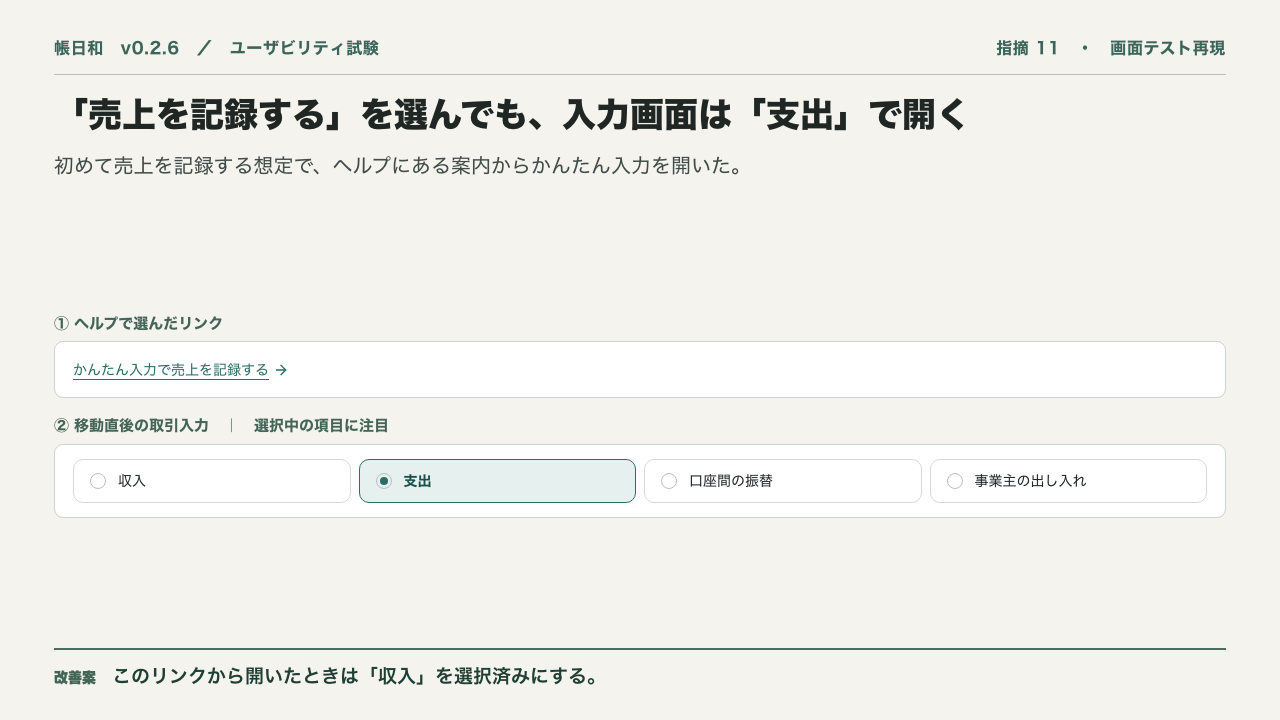 帳日和 v0.2.6 ／ ユーザビリティ試験
指摘 11 ・ 画面テスト再現
「売上を記録する」を選んでも、入力画面は「支出」で開く
初めて売上を記録する想定で、ヘルプにある案内からかんたん入力を開いた。
① ヘルプで選んだリンク
かんたん入力で売上を記録する →
② 移動直後の取引入力 ｜ 選択中の項目に注目
収入 支出 口座間の振替 事業主の出し入れ
改善案 このリンクから開いたときは「収入」を選択済みにする。